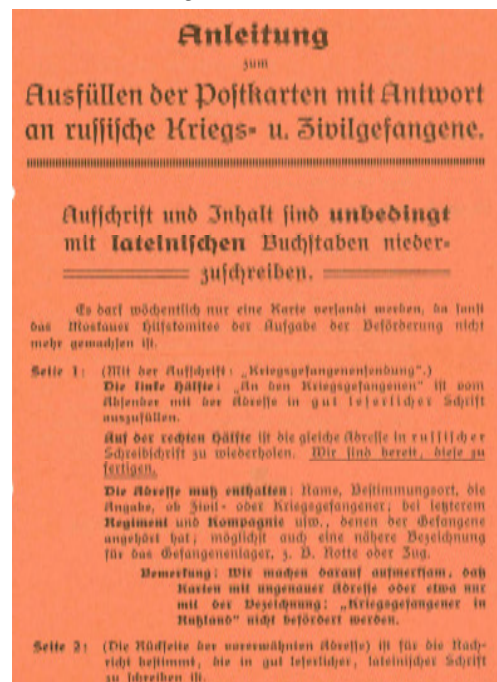 Anleitung
zum
Ausfüllen der Postkarten mit Antwort
an russische Kriegs- u. Zivilgefangene.
Aufschrift und Inhalt sind unbedingt
mit lateinischen Buchstaben nieder-
zuschreiben.
Es darf wöchentlich nur eine Karte versandt werden, da sonst
das Moskauer Hilfskomitee der Aufgabe der Beförderung nicht
mehr gewachsen ist.
Seite 1: (Mit der Aufschrift: „Kriegsgefangenensendung".)
Die linke Hälfte: „An den Kriegsgefangenen" ist vom
Absender mit der Adresse in gut leserlicher Schrift
auszufüllen.
Auf der rechten Hälfte ist die gleiche Adresse in russischer
Schreibschrift zu wiederholen. Wir sind bereit, diese zu
fertigen.
Die Adresse muß enthalten: Name, Bestimmungsort, die
Angabe, ob Zivil- oder Kriegsgefangener; bei letzterem
Regiment und Kompagnie usw., denen der Gefangene
angehört hat; möglichst auch eine nähere Bezeichnung
für das Gefangenenlager, z. B. Rotte oder Zug.
Bemerkung: Wir machen darauf aufmerksam, daß
Karten mit ungenauer Adresse oder etwa nur
mit der Bezeichnung: „Kriegsgefangener in
Rußland" nicht befördert werden.
Seite 2: (Die Rückseite der vorerwähnten Adresse) ist für die Nach-
richt bestimmt, die in gut leserlicher, lateinischer Schrift
zu schreiben ist.